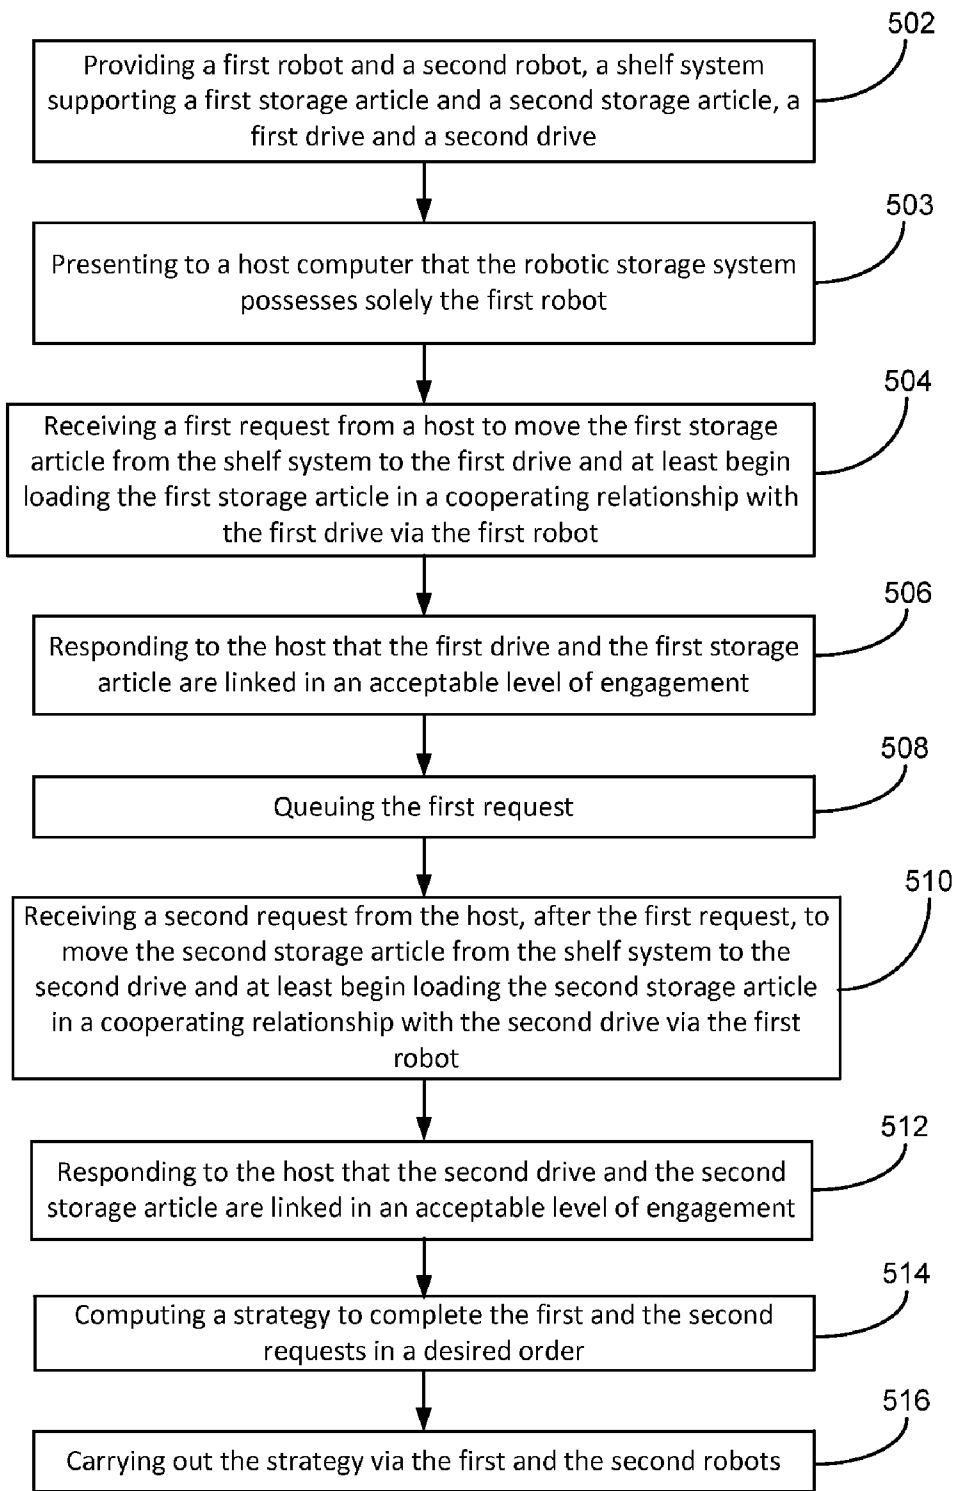 502
Providing a first robot and a second robot, a shelf system
supporting a first storage article and a second storage article, a
first drive and a second drive
503
Presenting to a host computer that the robotic storage system
possesses solely the first robot
504
Receiving a first request from a host to move the first storage
article from the shelf system to the first drive and at least begin
loading the first storage article in a cooperating relationship with
the first drive via the first robot
506
Responding to the host that the first drive and the first storage
article are linked in an acceptable level of engagement
508
Queuing the first request
510
Receiving a second request from the host, after the first request, to
move the second storage article from the shelf system to the
second drive and at least begin loading the second storage article
in a cooperating relationship with the second drive via the first
robot
512
Responding to the host that the second drive and the second
storage article are linked in an acceptable level of engagement
514
Computing a strategy to complete the first and the second
requests in a desired order
516
Carrying out the strategy via the first and the second robots